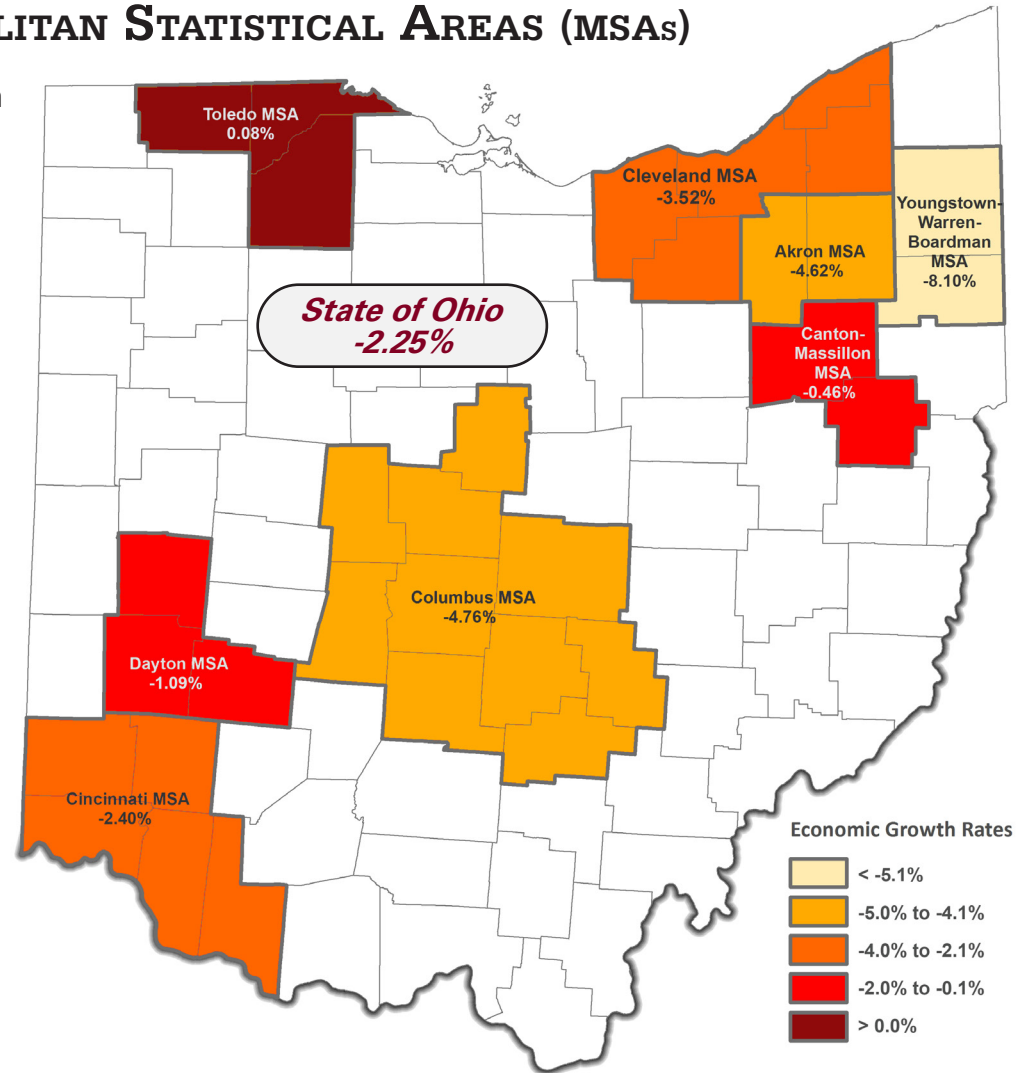 LITAN STATISTICAL AREAS (MSAs)
Toledo MSA
0.08%
Cleveland MSA
-3.52%
Youngstown-
Warren-
Boardman
MSA
-8.10%
Akron MSA
-4.62%
State of Ohio
-2.25%
Canton-
Massillon
MSA
-0.46%
Columbus MSA
-4.76%
Dayton MSA
-1.09%
Cincinnati MSA
-2.40%
Economic Growth Rates
< -5.1%
-5.0% to -4.1%
-4.0% to -2.1%
-2.0% to -0.1%
> 0.0%